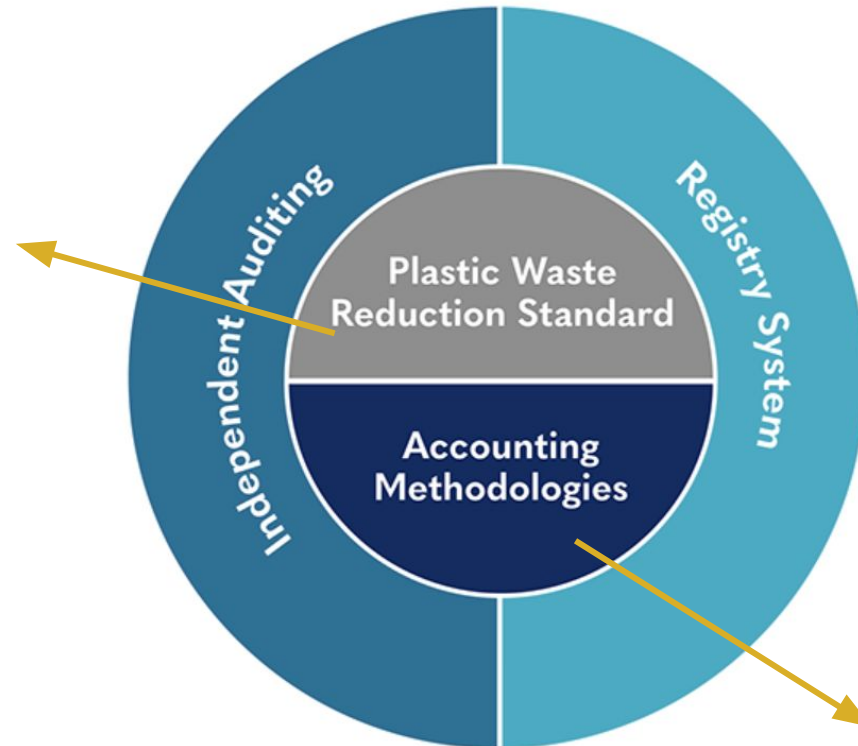 Independent Auditing
Registry System
Plastic Waste
Reduction Standard
Accounting
Methodologies